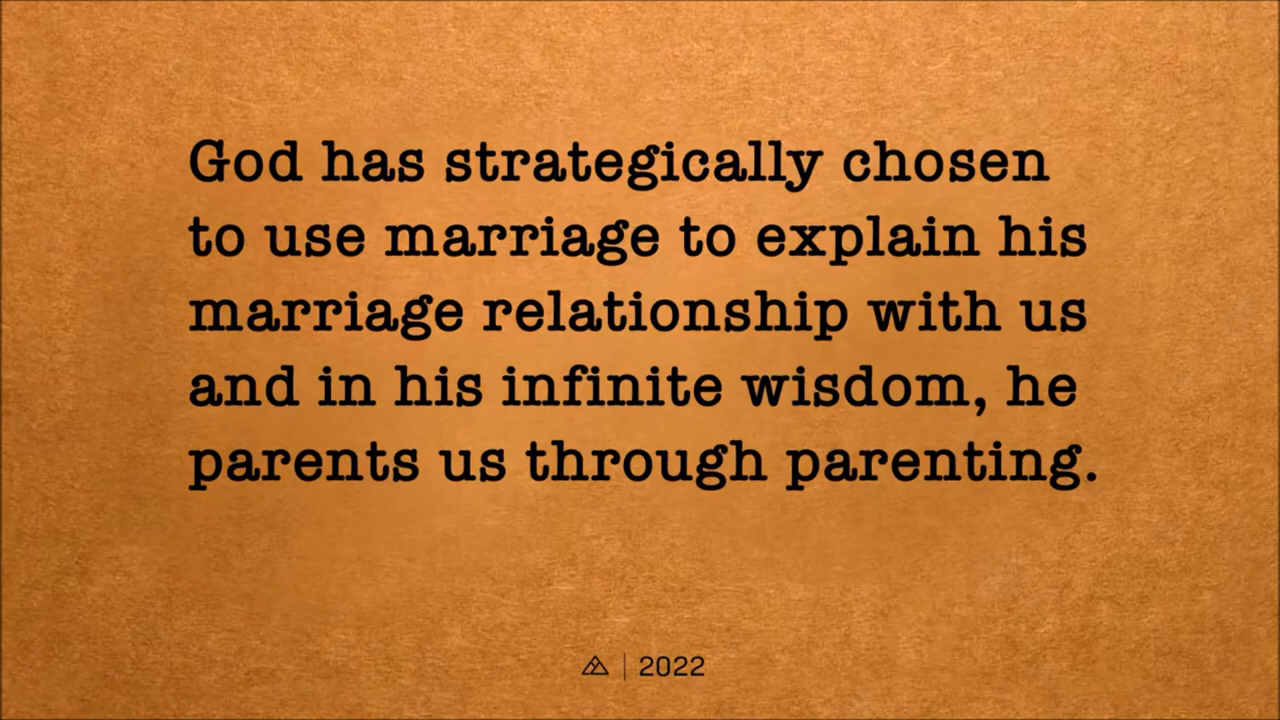 God has strategically chosen
to use marriage to explain his
marriage relationship with us
and in his infinite wisdom, he
parents us through parenting.
2022